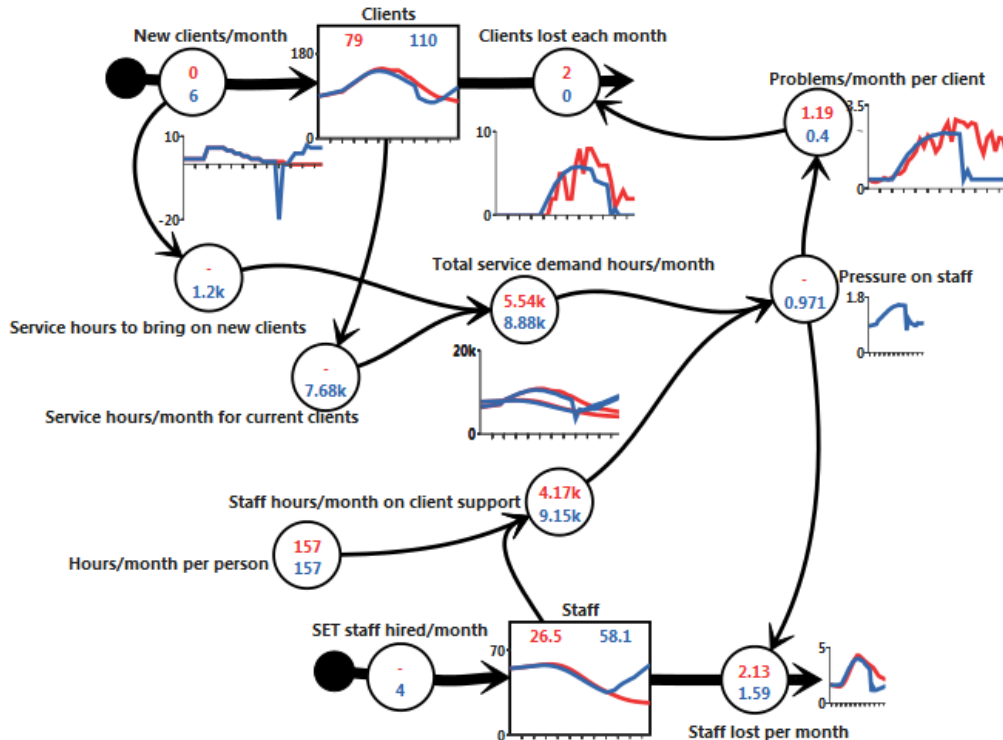 Clients
New clients/month
79 110
Clients lost each month
180
0
0
6
2
0
Problems/month per client
1.19
0.4
3.5
0
10
-20
10
0
-
1.2k
Service hours to bring on new clients
Total service demand hours/month
5.54k
8.88k
-
0.971
Pressure on staff
1.8
0
-
7.68k
Service hours/month for current clients
20k
0
Staff hours/month on client support
4.17k
9.15k
157
157
Hours/month per person
SET staff hired/month
-
4
Staff
26.5 58.1
70
0
2.13
1.59
5
0
Staff lost per month